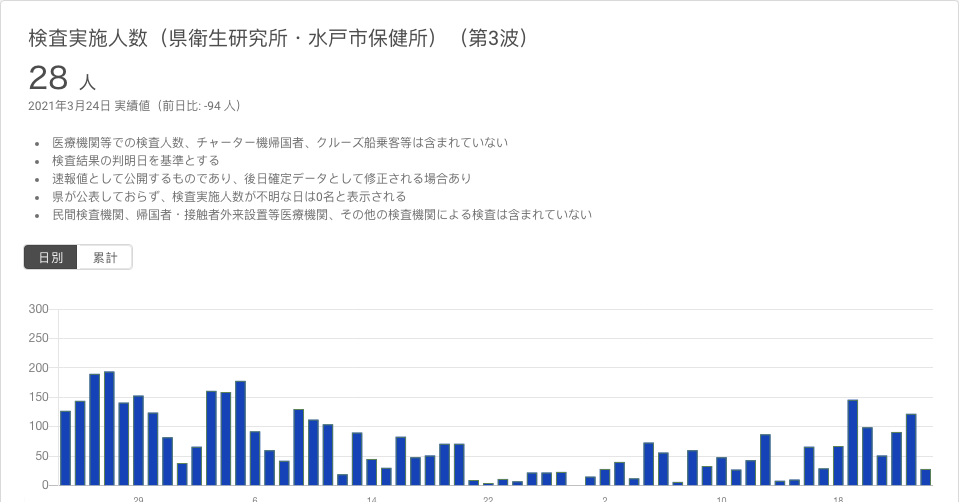 検査実施人数（県衛生研究所・水戸市保健所）（第3波）
28 人
2021年3月24日 実績値（前日比: -94 人）
• 医療機関等での検査人数、チャーター機帰国者、クルーズ船乗客等は含まれていない
• 検査結果の判明日を基準とする
• 速報値として公開するものであり、後日確定データとして修正される場合あり
• 県が公表しておらず、検査実施人数が不明な日は0名と表示される
• 民間検査機関、帰国者・接触者外来設置等医療機関、その他の検査機関による検査は含まれていない
日別 累計
300
250
200
150
100
50
0
29 6 14 22 2 10 18